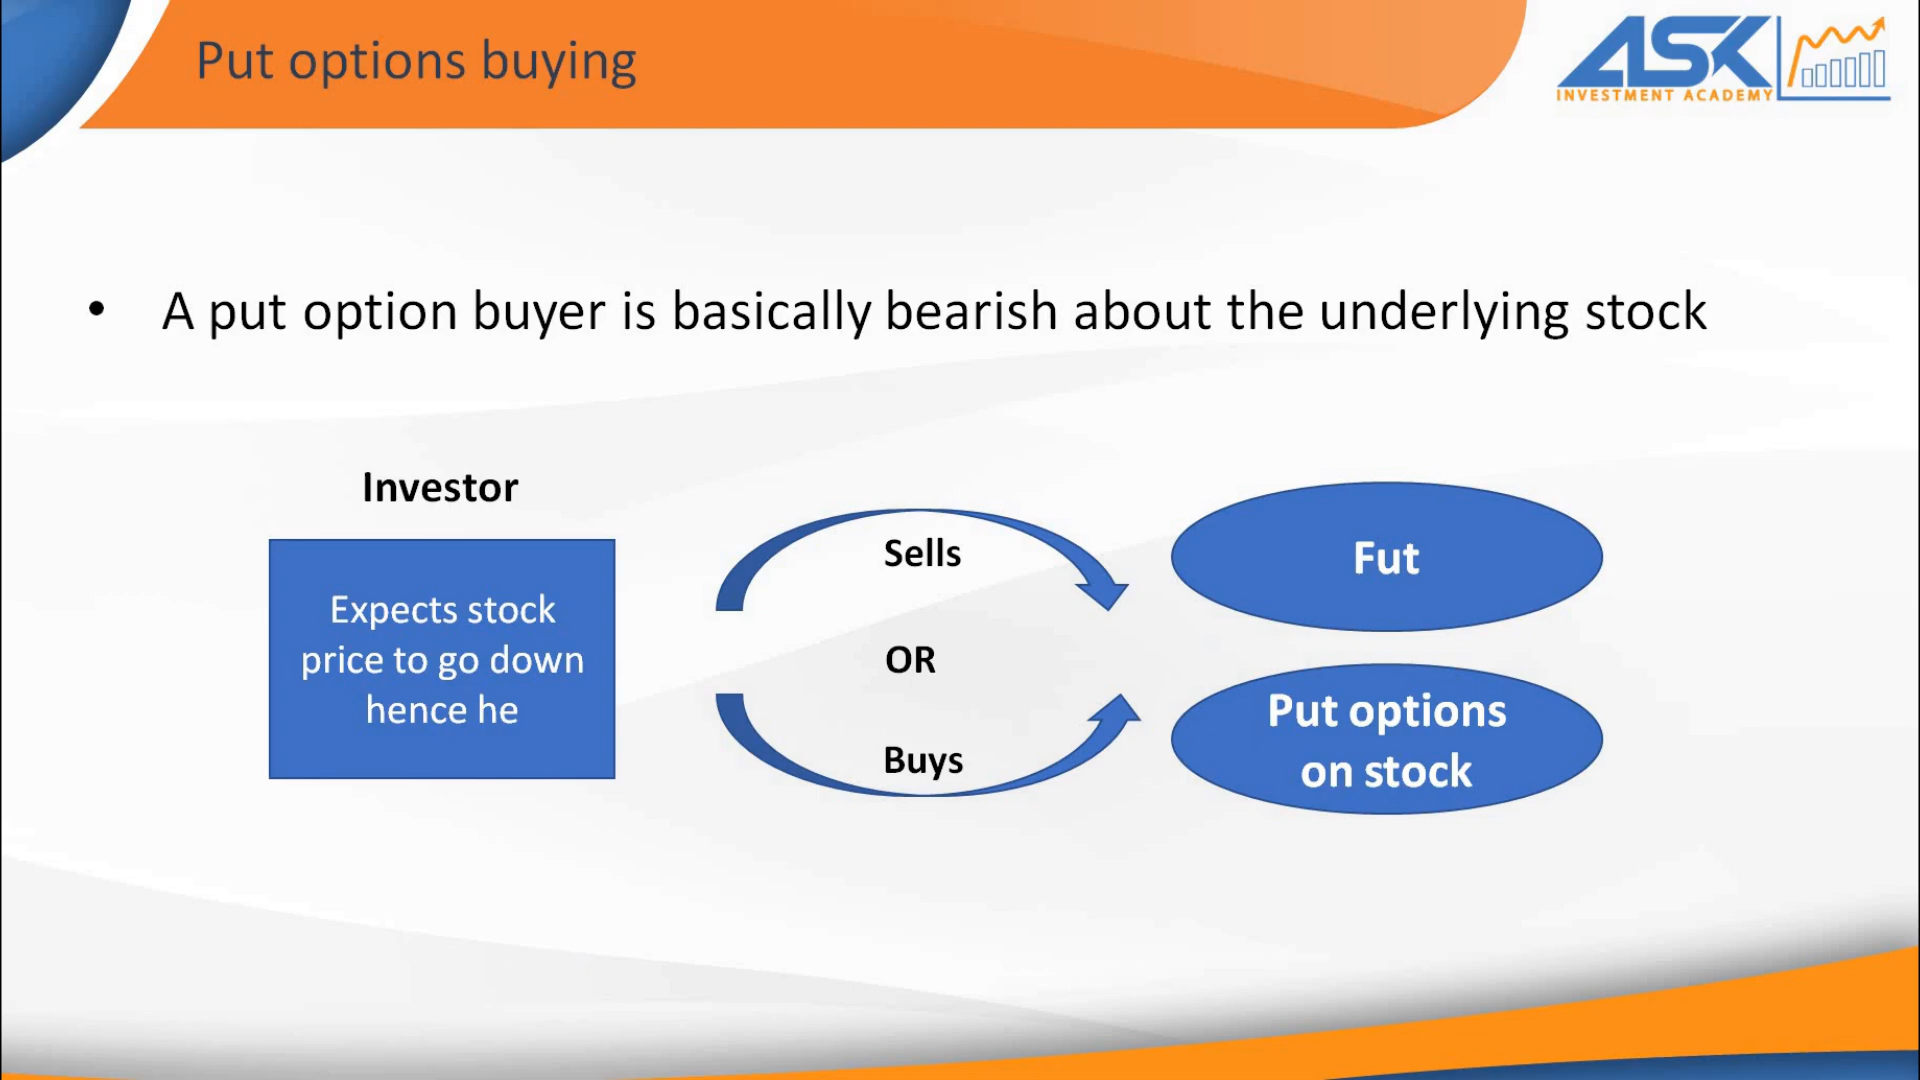 Put options buying
ASK
INVESTMENT ACADEMY
• A put option buyer is basically bearish about the underlying stock
Investor
Expects stock
price to go down
hence he
Sells
OR
Buys
Fut
Put options
on stock